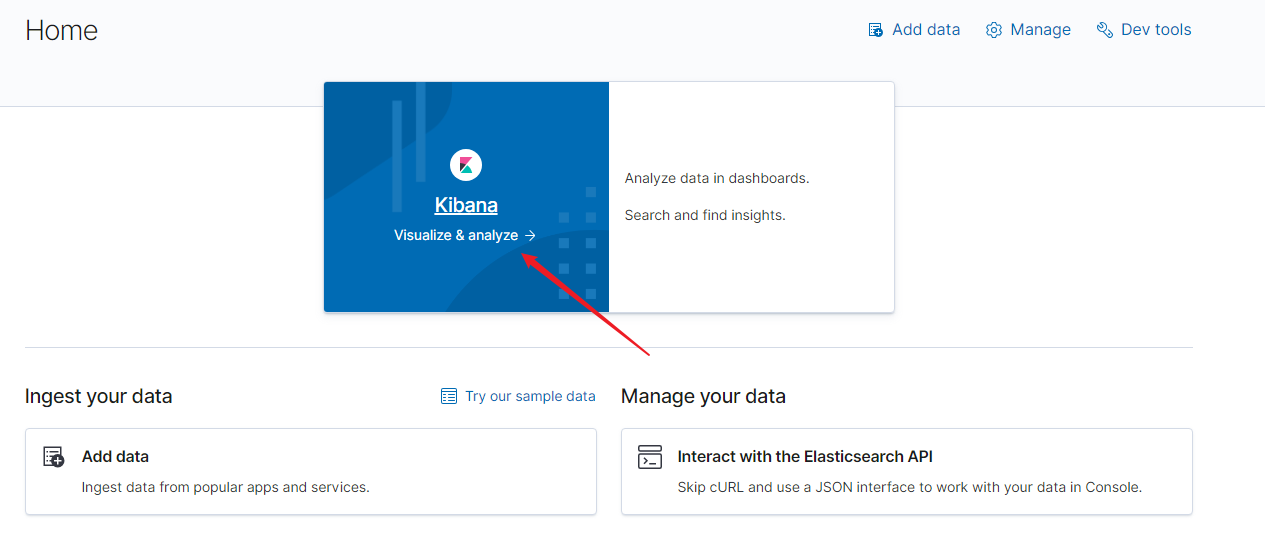 Home
Add data
Manage
Dev tools
Kibana
Visualize & analyze
Analyze data in dashboards.
Search and find insights.
Ingest your data
Try our sample data
Add data
Ingest data from popular apps and services.
Manage your data
Interact with the Elasticsearch API
Skip cURL and use a JSON interface to work with your data in Console.